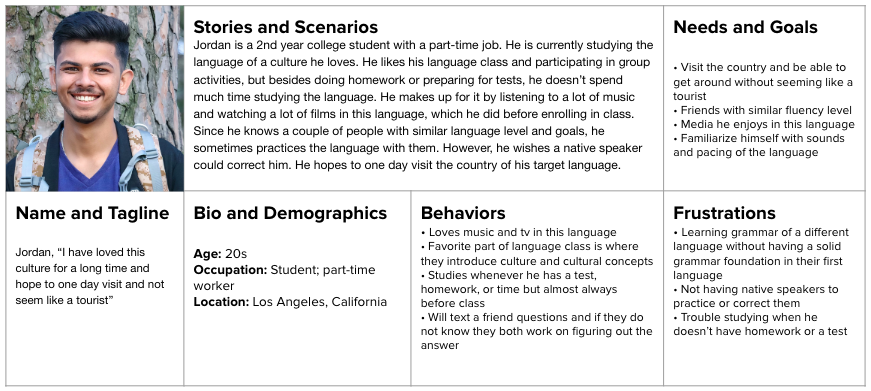 Stories and Scenarios
Jordan is a 2nd year college student with a part-time job. He is currently studying the
language of a culture he loves. He likes his language class and participating in group
activities, but besides doing homework or preparing for tests, he doesn't spend
much time studying the language. He makes up for it by listening to a lot of music
and watching a lot of films in this language, which he did before enrolling in class.
Since he knows a couple of people with similar language level and goals, he
sometimes practices the language with them. However, he wishes a native speaker
could correct him. He hopes to one day visit the country of his target language.
Needs and Goals
• Visit the country and be able to
get around without seeming like a
tourist
• Friends with similar fluency level
• Media he enjoys in this language
• Familiarize himself with sounds
and pacing of the language
Name and Tagline
Jordan, “I have loved this
culture for a long time and
hope to one day visit and not
seem like a tourist”
Bio and Demographics
Age: 20s
Occupation: Student; part-time
worker
Location: Los Angeles, California
Behaviors
• Loves music and tv in this language
• Favorite part of language class is where
they introduce culture and cultural concepts
• Studies whenever he has a test,
homework, or time but almost always
before class
• Will text a friend questions and if they do
not know they both work on figuring out the
answer
Frustrations
• Learning grammar of a different
language without having a solid
grammar foundation in their first
language
• Not having native speakers to
practice or correct them
• Trouble studying when he
doesn't have homework or a test